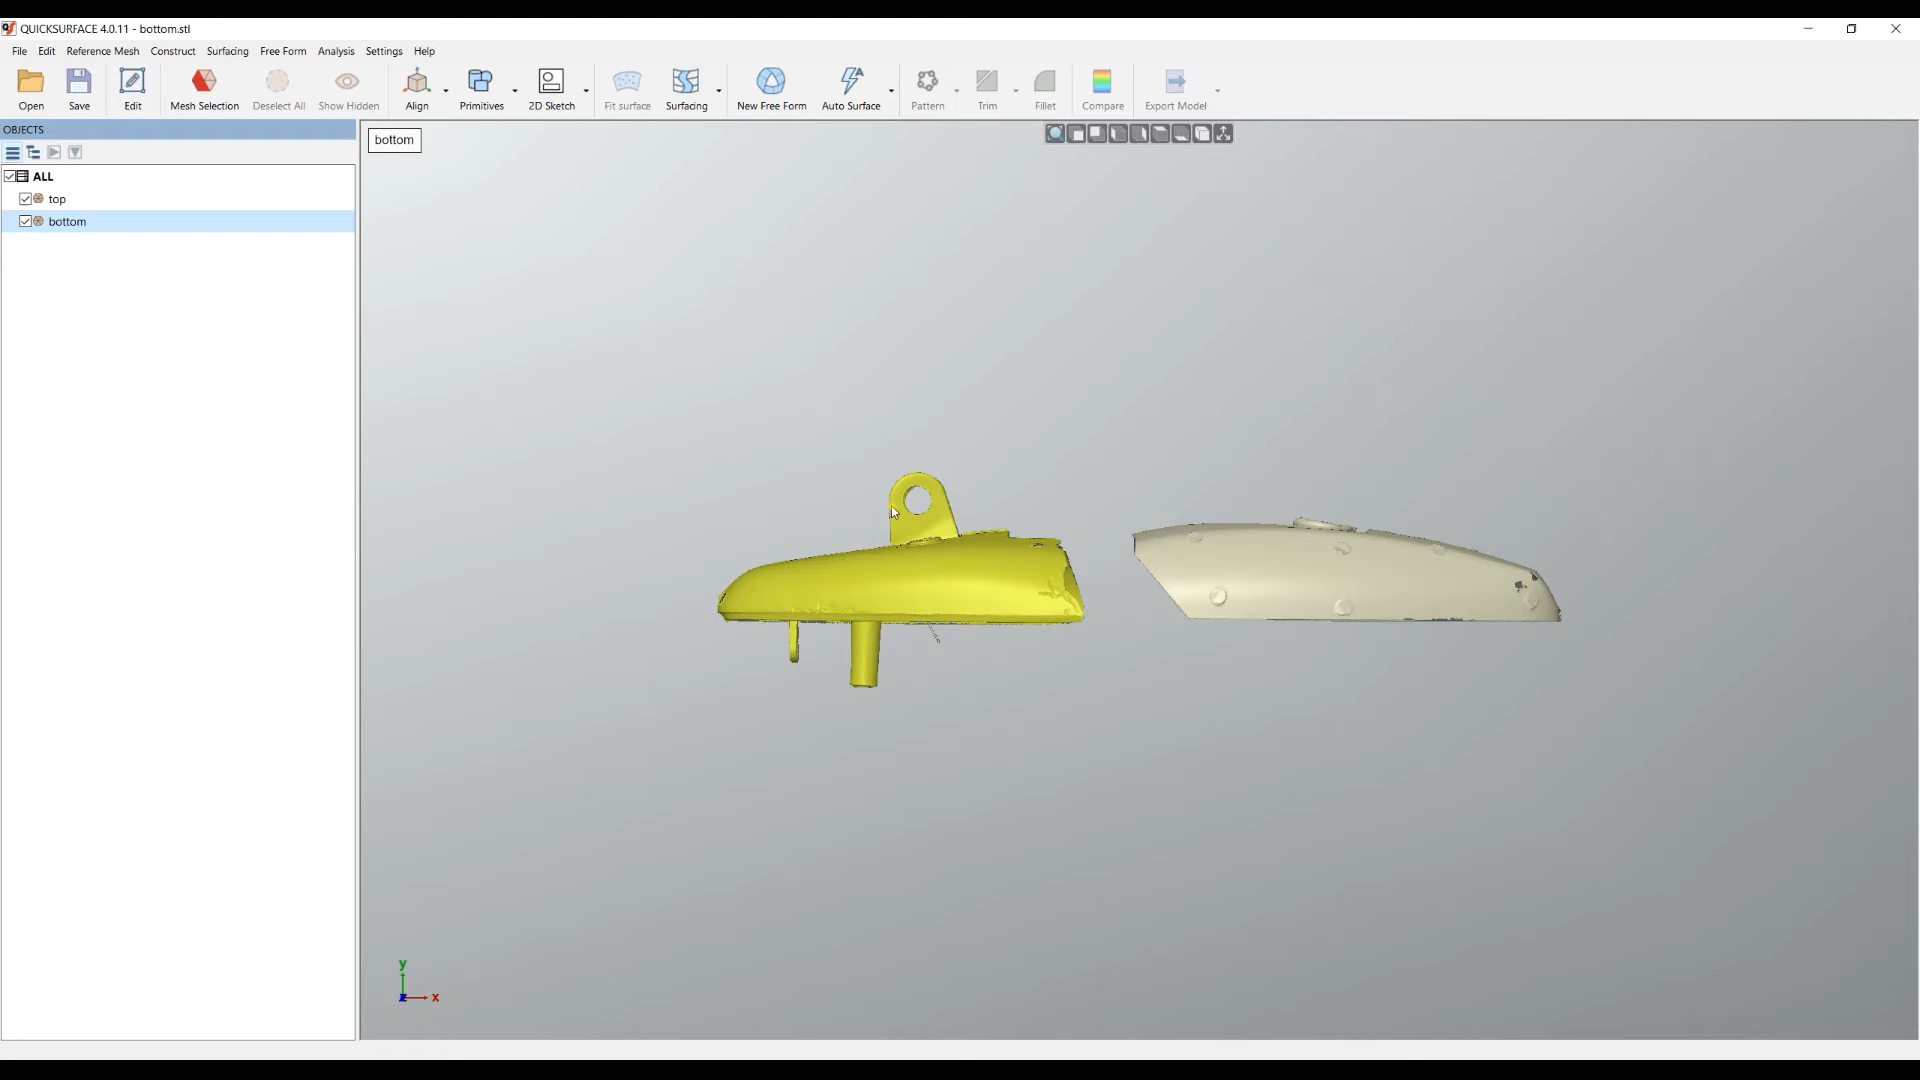 QUICKSURFACE 4.0.11 - bottom.stl
File Edit Reference Mesh Construct Surfacing Free Form Analysis Settings Help
Open Save Edit Mesh Selection Deselect All Show Hidden Align Primitives 2D Sketch Fit surface Surfacing New Free Form Auto Surface Pattern Trim Fillet Compare Export Model
OBJECTS
bottom
ALL
top
bottom
y
z x